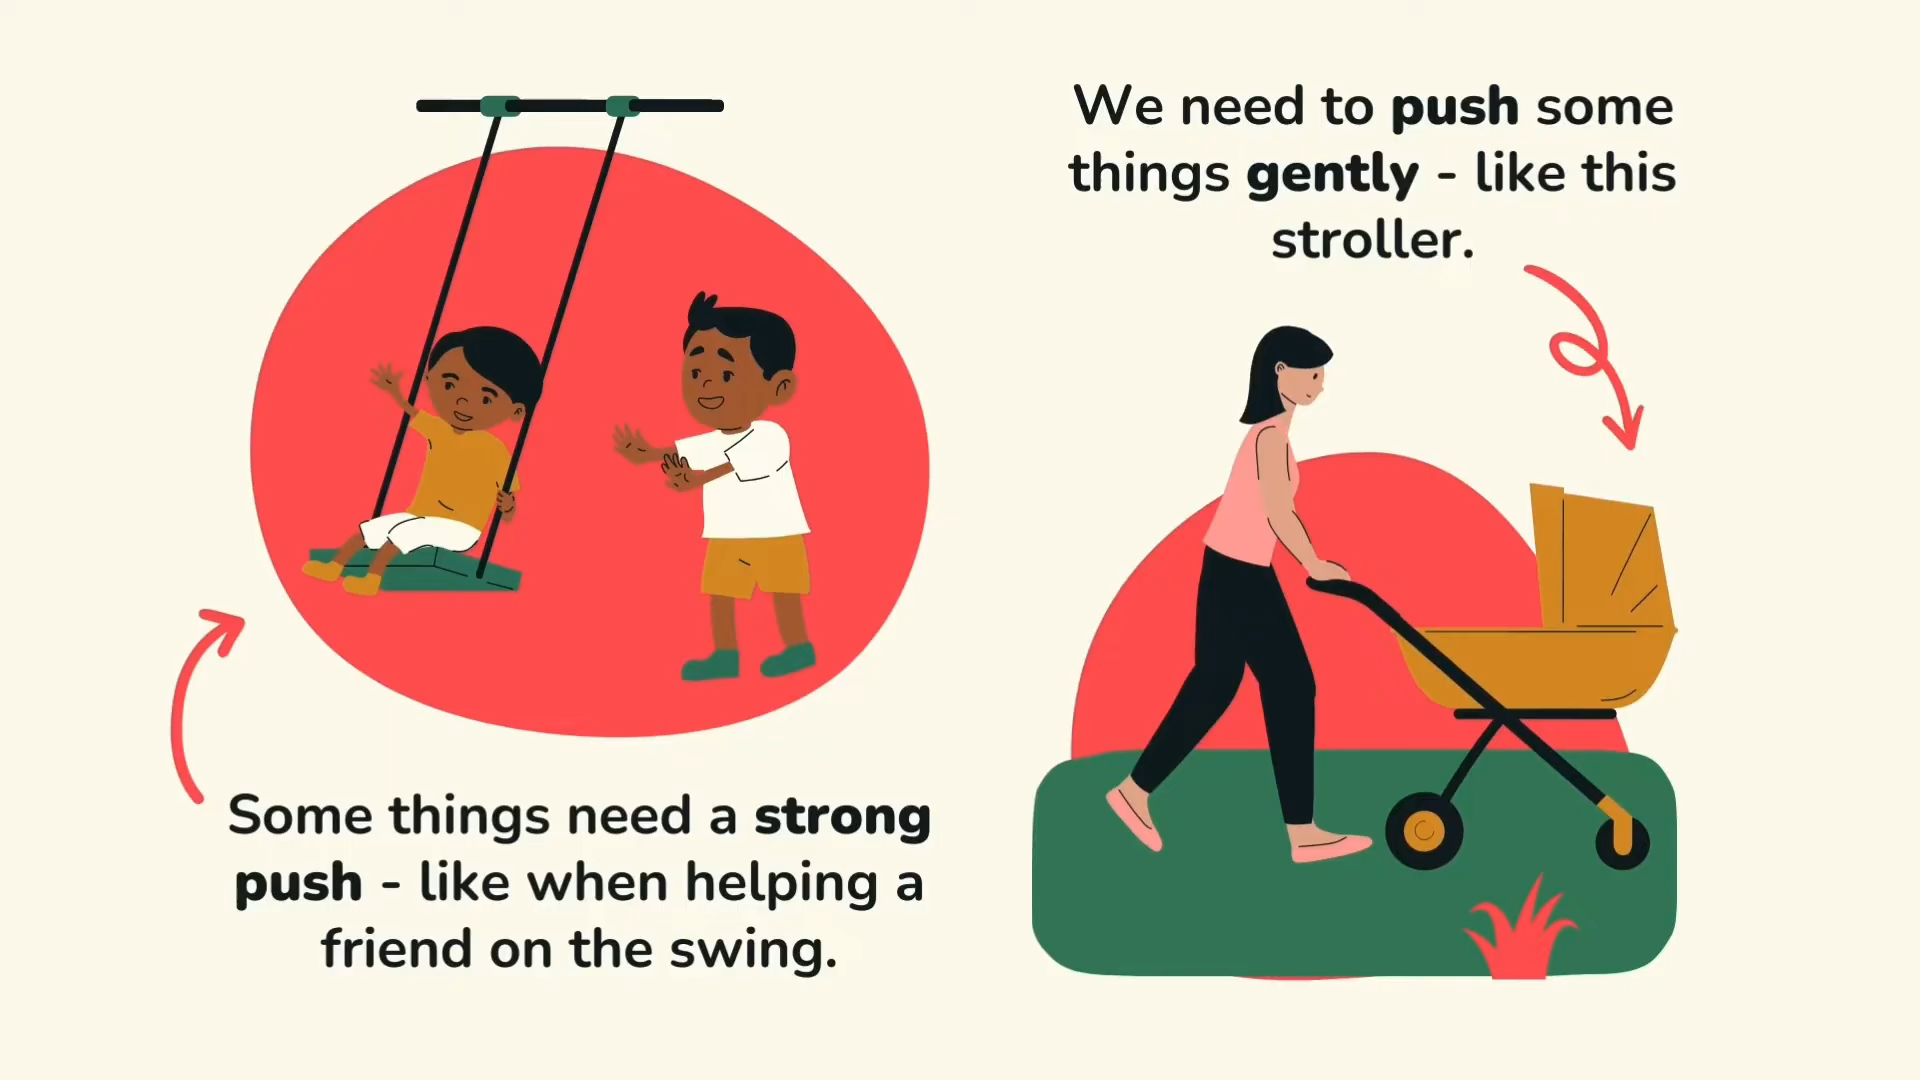 Some things need a strong
push - like when helping a
friend on the swing.
We need to push some
things gently - like this
stroller.